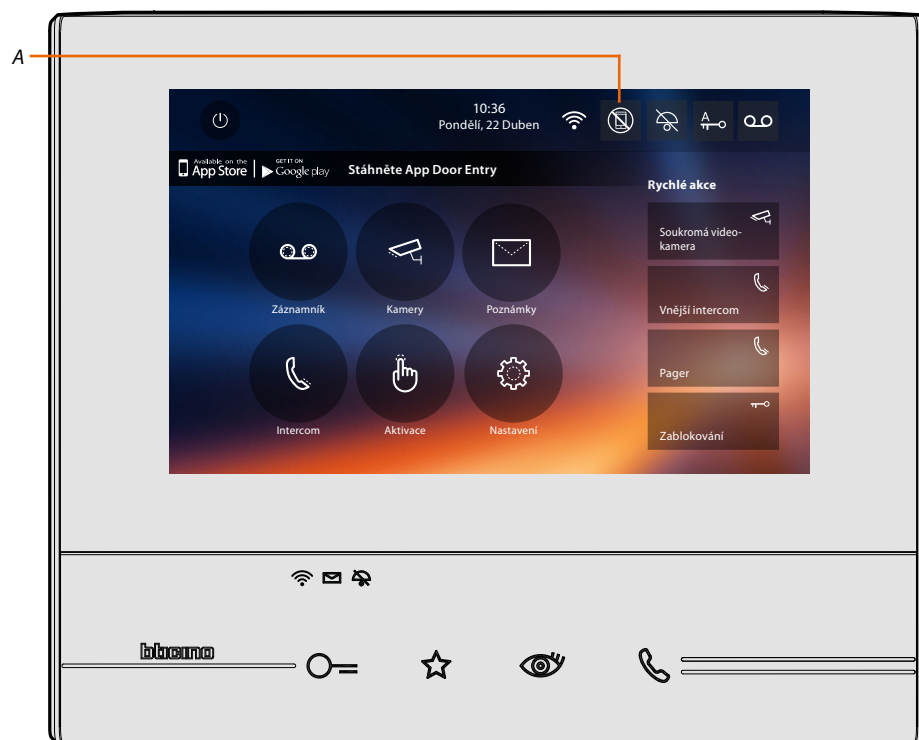 A
10:36
Pondělí, 22 Duben
A
Available on the
App Store
GET IT ON
Google play
Stáhněte App Door Entry
Rychlé akce
Soukromá video-
kamera
Vnější intercom
Pager
Zablokování
Záznamník
Kamery
Poznámky
Intercom
Aktivace
Nastavení
bticino